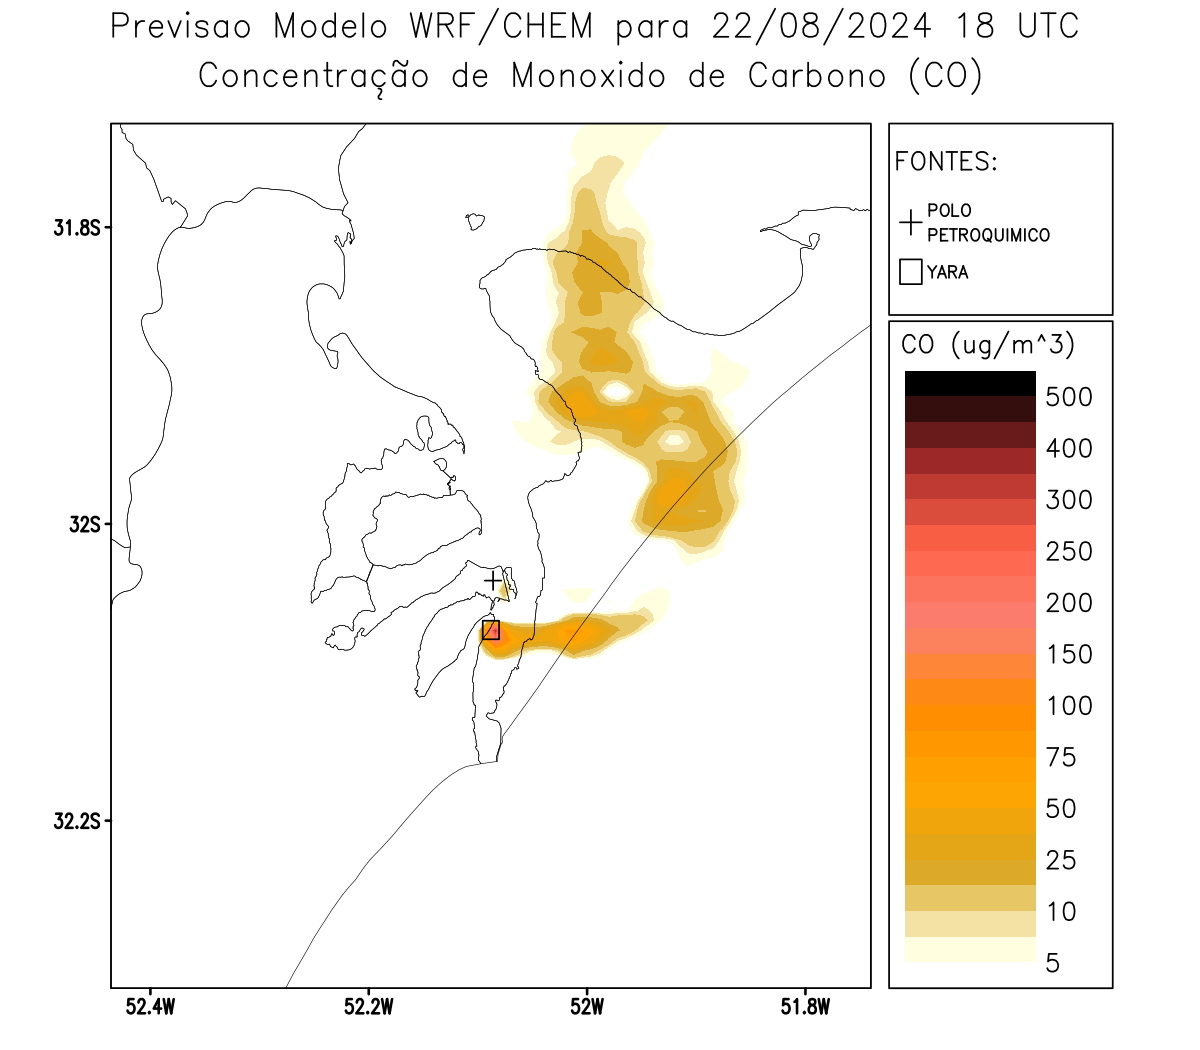 Previsao Modelo WRF/CHEM para 22/08/2024 18 UTC
Concentração de Monoxido de Carbono (CO)
FONTES:
POLO
PETROQUIMICO
YARA
CO (ug/m^3)
500
400
300
250
200
150
100
75
50
25
10
5
31.8S
32S
32.2S
52.4W
52.2W
52W
51.8W